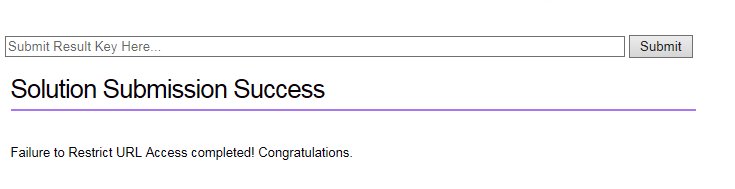 Submit Result Key Here... Submit
Solution Submission Success
Failure to Restrict URL Access completed! Congratulations.